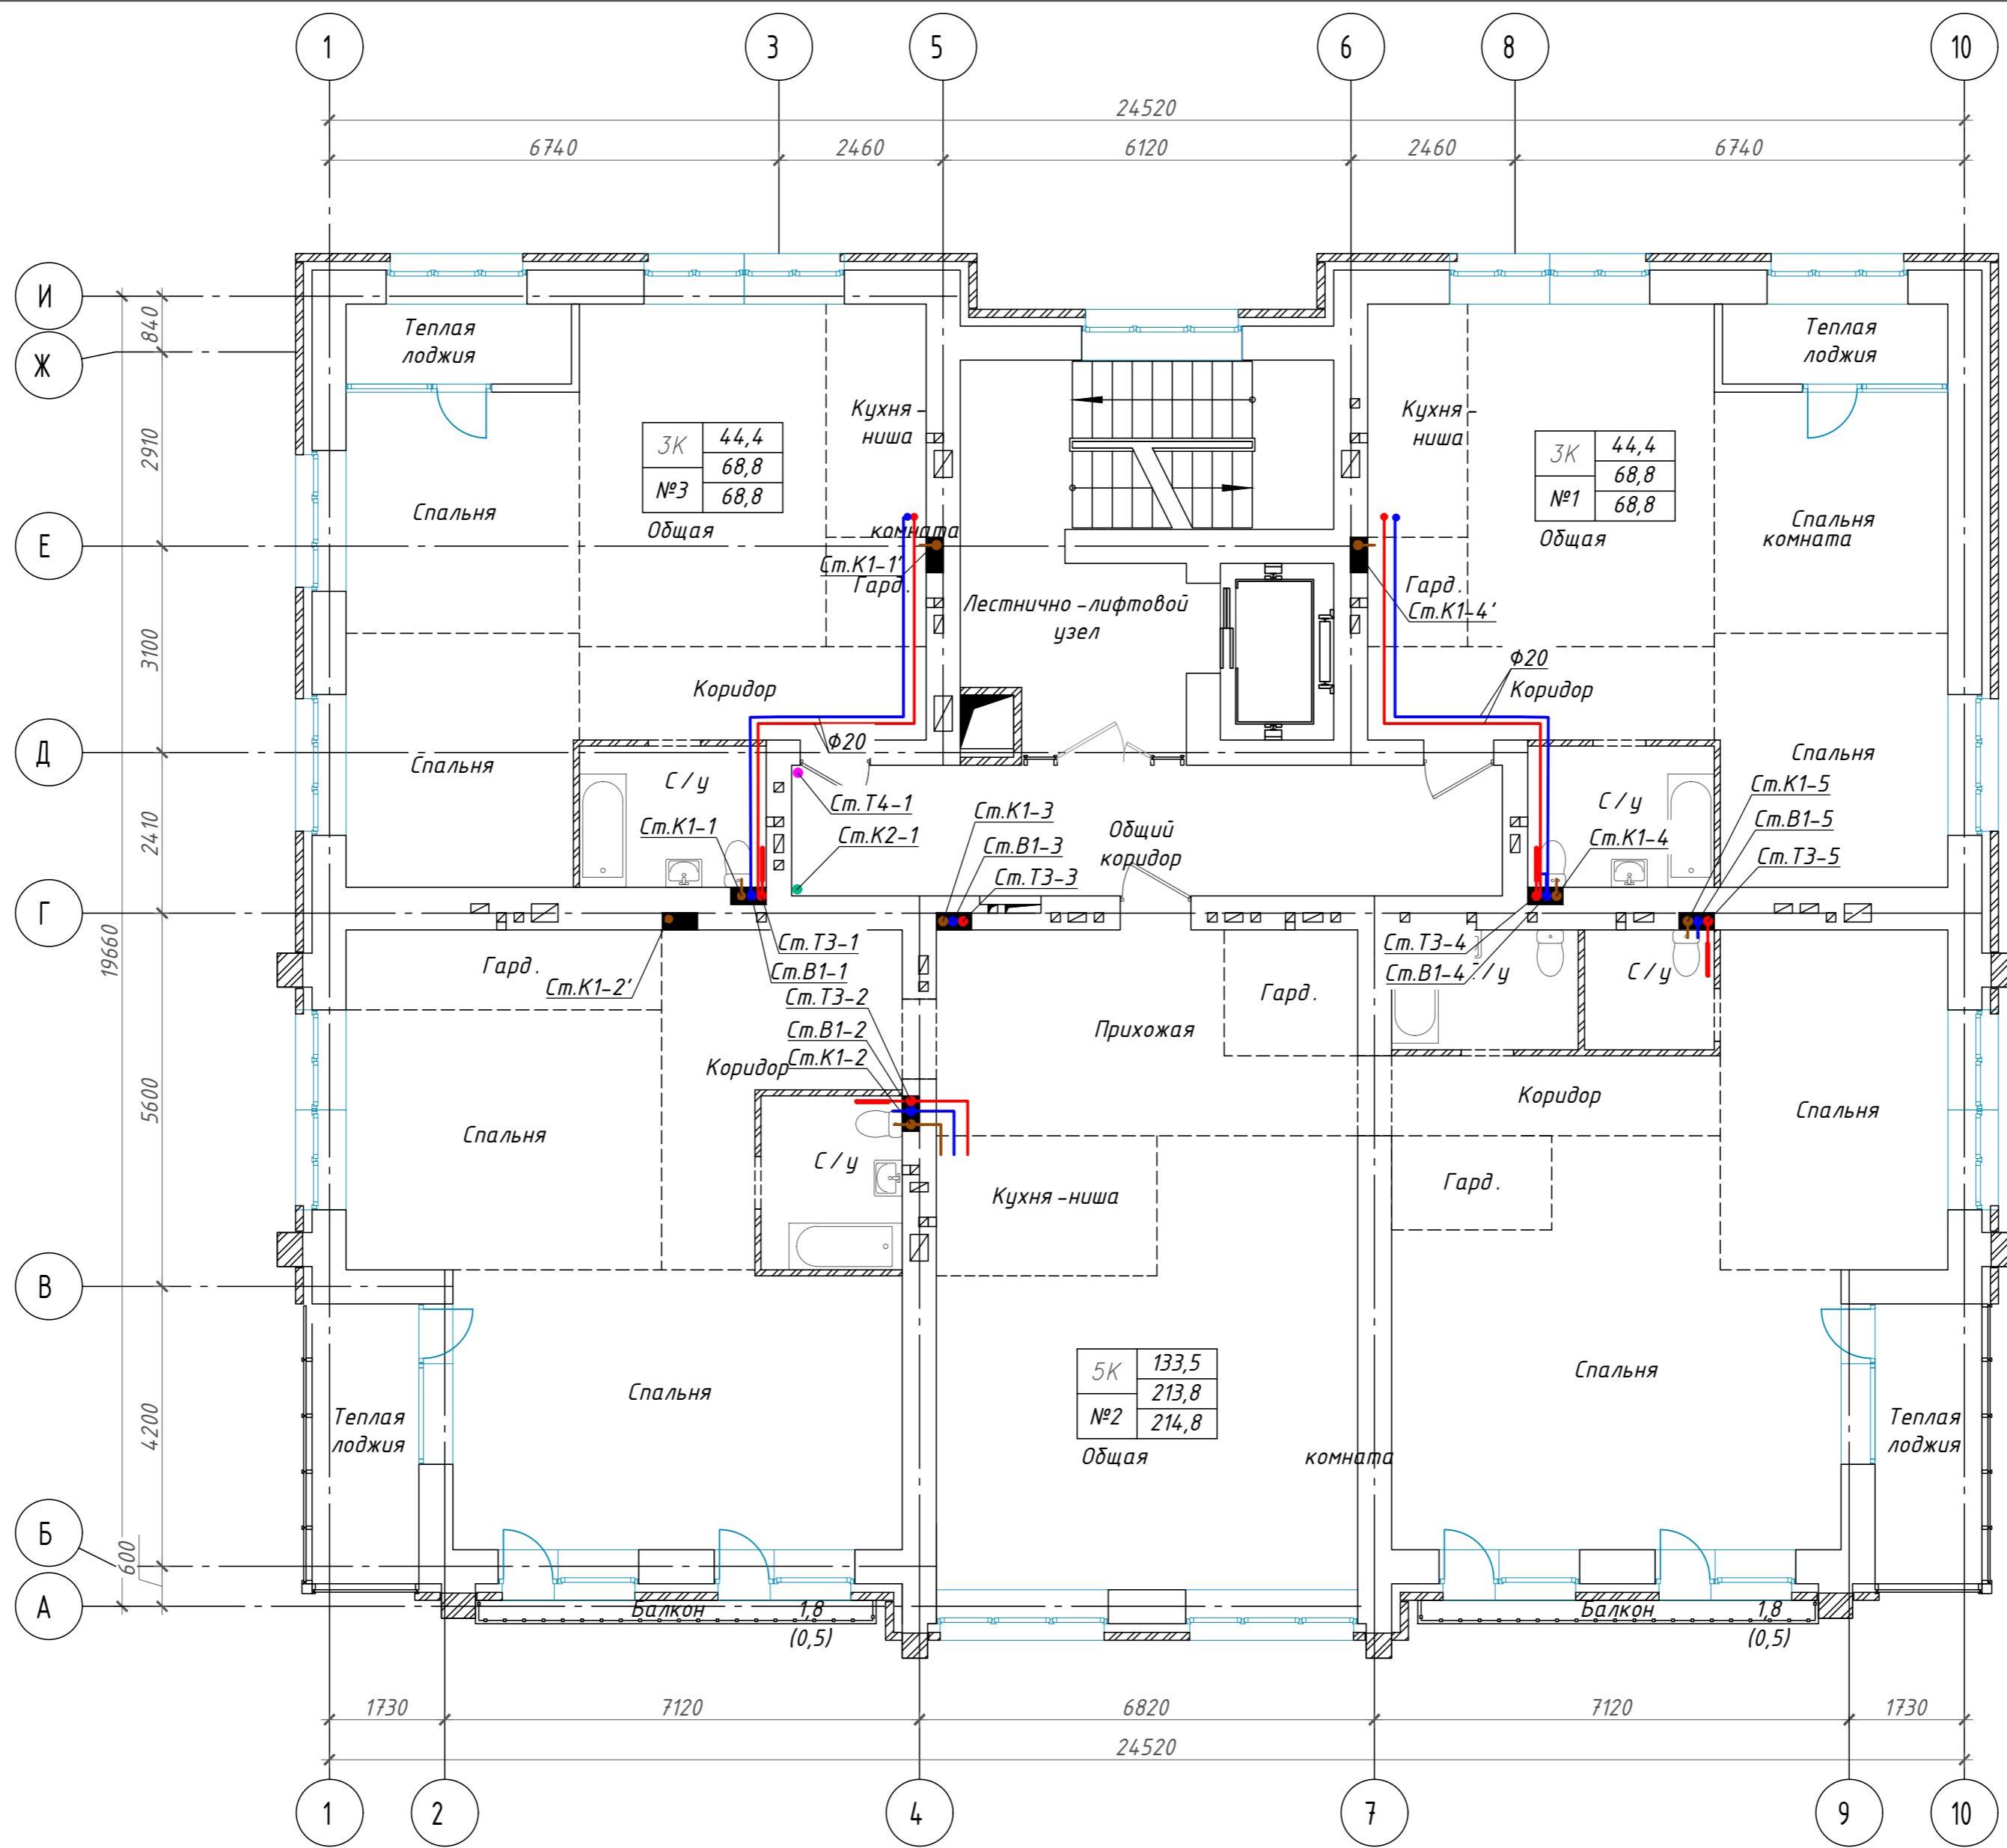 1
3
5
6
8
10
24520
6740
2460
6120
2460
6740
И
Ж
Е
Д
Г
В
Б
А
840
2910
3100
2410
19660
5600
4200
600
Теплая
лоджия
Теплая
лоджия
Кухня -
ниша
Кухня -
ниша
3К
№3
44,4
68,8
68,8
3К
№1
44,4
68,8
68,8
Спальня
Общая
комната
Общая
Спальня
комната
Ст.К1-1'
Гард.
Лестнично -лифтовой
узел
Гард.
Ст.К1-4'
Коридор
ф20
ф20
Коридор
Спальня
С/у
Ст.Т4-1
Ст.К1-1
Ст.К2-1
Ст.К1-3
Ст.В1-3
Ст.Т3-3
Общий
коридор
Спальня
С/у
Ст.К1-5
Ст.В1-5
Ст.К1-4
Ст.Т3-5
Гард.
Ст.К1-2'
Ст.Т3-1
Ст.В1-1
Ст.Т3-2
Ст.В1-2
Ст.К1-2
Коридор
Прихожая
Гард.
Ст.Т3-4
Ст.В1-4
/у
С/у
Спальня
С/у
Кухня -ниша
Коридор
Гард.
Спальня
Спальня
5К
№2
133,5
213,8
214,8
Общая
комната
Спальня
Теплая
лоджия
Теплая
лоджия
Балкон
1,8
(0,5)
Балкон
1,8
(0,5)
1730
7120
6820
7120
1730
24520
1
2
4
7
9
10